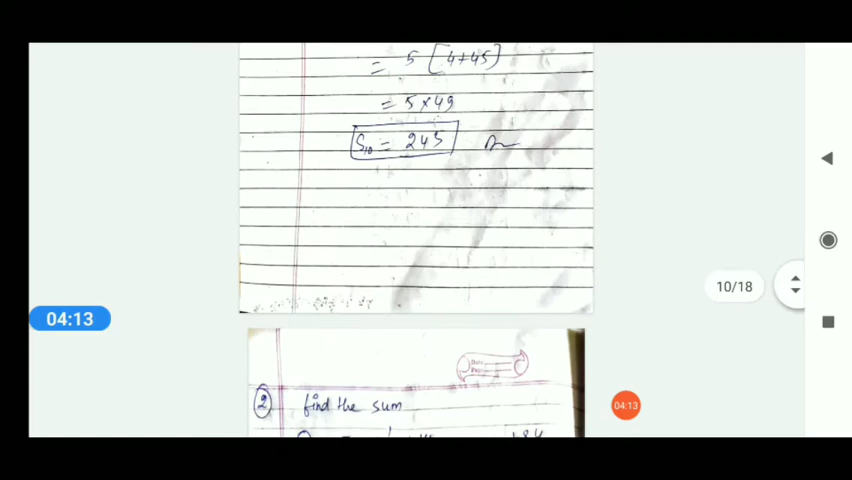 = 5 [4+45]
= 5×49
S10 = 245
10/18
04:13
② find the sum
04:13